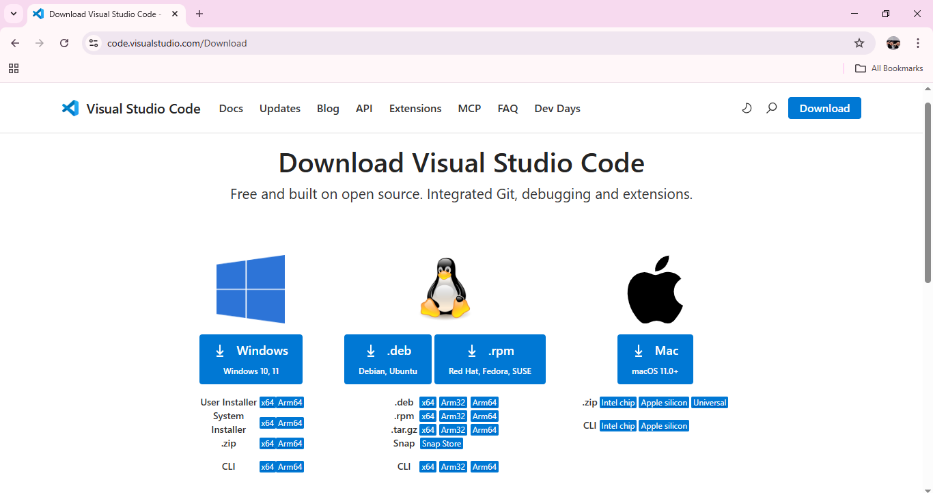 Download Visual Studio Code -
code.visualstudio.com/Download
All Bookmarks
Visual Studio Code Docs Updates Blog API Extensions MCP FAQ Dev Days Download
Download Visual Studio Code
Free and built on open source. Integrated Git, debugging and extensions.
Windows
Windows 10, 11
.deb
Debian, Ubuntu
.rpm
Red Hat, Fedora, SUSE
Mac
macOS 11.0+
User Installer x64 Arm64
System
Installer x64 Arm64
.zip x64 Arm64
CLI x64 Arm64
.deb x64 Arm32 Arm64
.rpm x64 Arm32 Arm64
.tar.gz x64 Arm32 Arm64
Snap Snap Store
CLI x64 Arm32 Arm64
.zip Intel chip Apple silicon Universal
CLI Intel chip Apple silicon